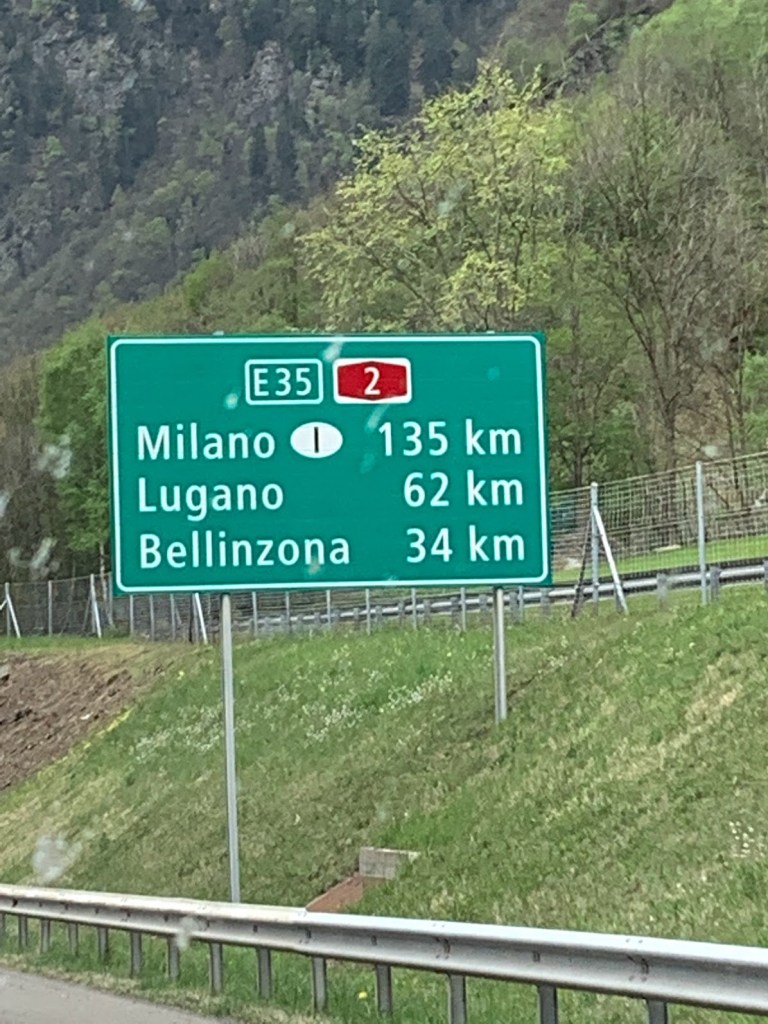 E35 2
Milano I 135 km
Lugano 62 km
Bellinzona 34 km